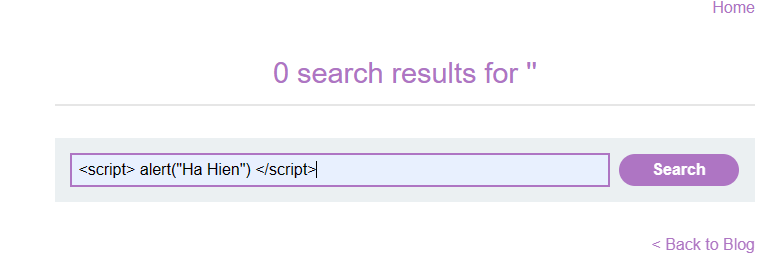 Home
0 search results for ''
<script> alert("Ha Hien") </script>
Search
< Back to Blog